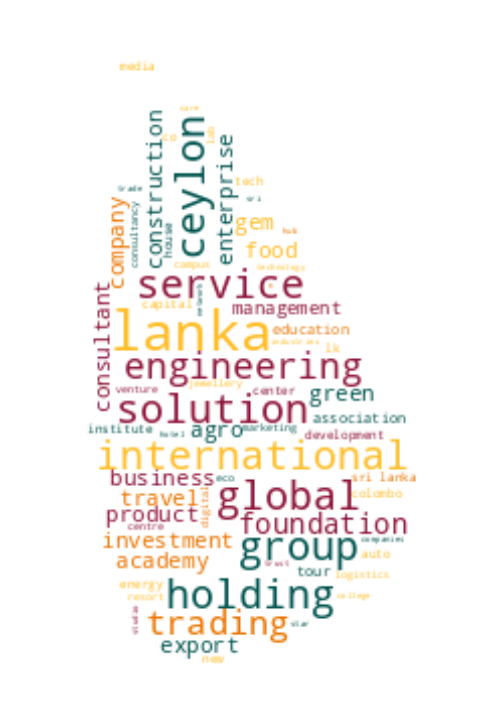 media
care
co
lab
construction
ceylon
enterprise
tech
trade
sri
consultancy
company
house
gem
hub
food
campus
technology
service
network
capital
management
consultant
lanka
education
industries
lk
engineering
venture
jewellery
center
green
solution
association
institute
hotel
agro
marketing
development
international
business
eco
sri lanka
travel
digital
global
colombo
product
centre
foundation
investment
group
companies
auto
academy
trust
tour
logistics
energy
resort
holding
college
studio
trading
star
export
new